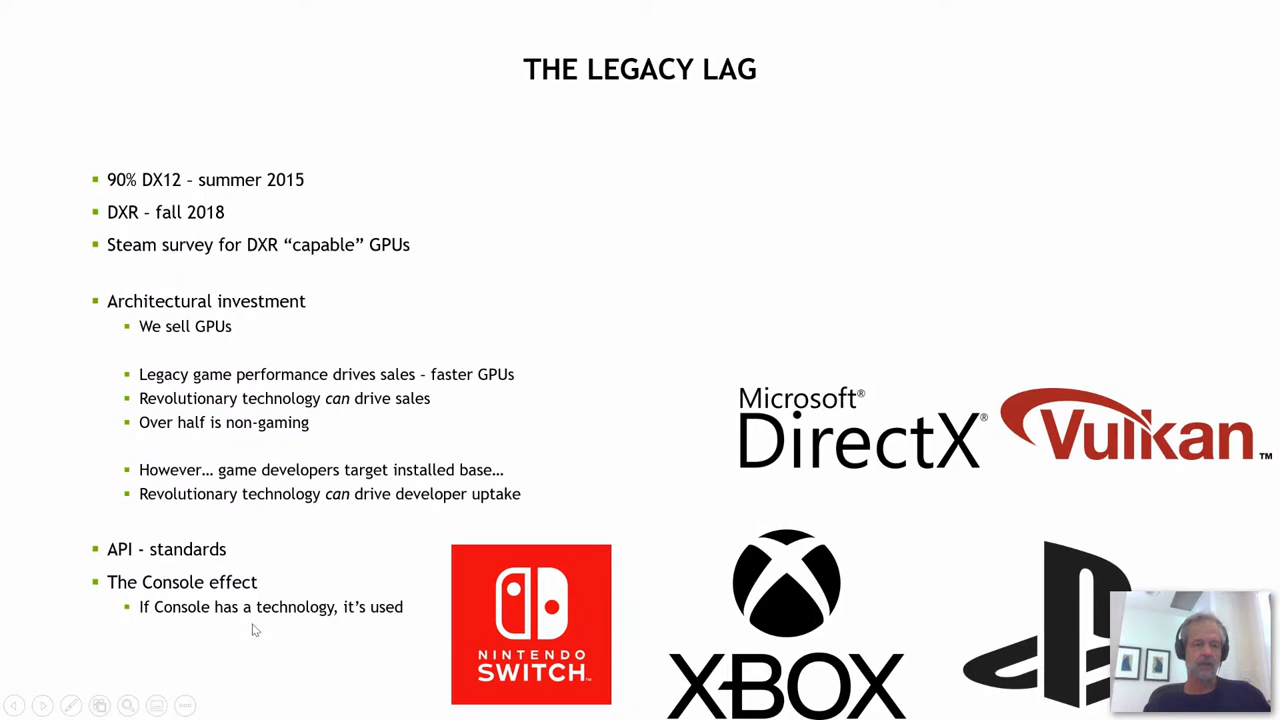 THE LEGACY LAG
90% DX12 – summer 2015
DXR – fall 2018
Steam survey for DXR “capable” GPUs
Architectural investment
We sell GPUs
Legacy game performance drives sales – faster GPUs
Revolutionary technology can drive sales
Over half is non-gaming
However… game developers target installed base…
Revolutionary technology can drive developer uptake
API - standards
The Console effect
If Console has a technology, it’s used
Microsoft®
DirectX®
Vulkan™
NINTENDO
SWITCH™
XBOX